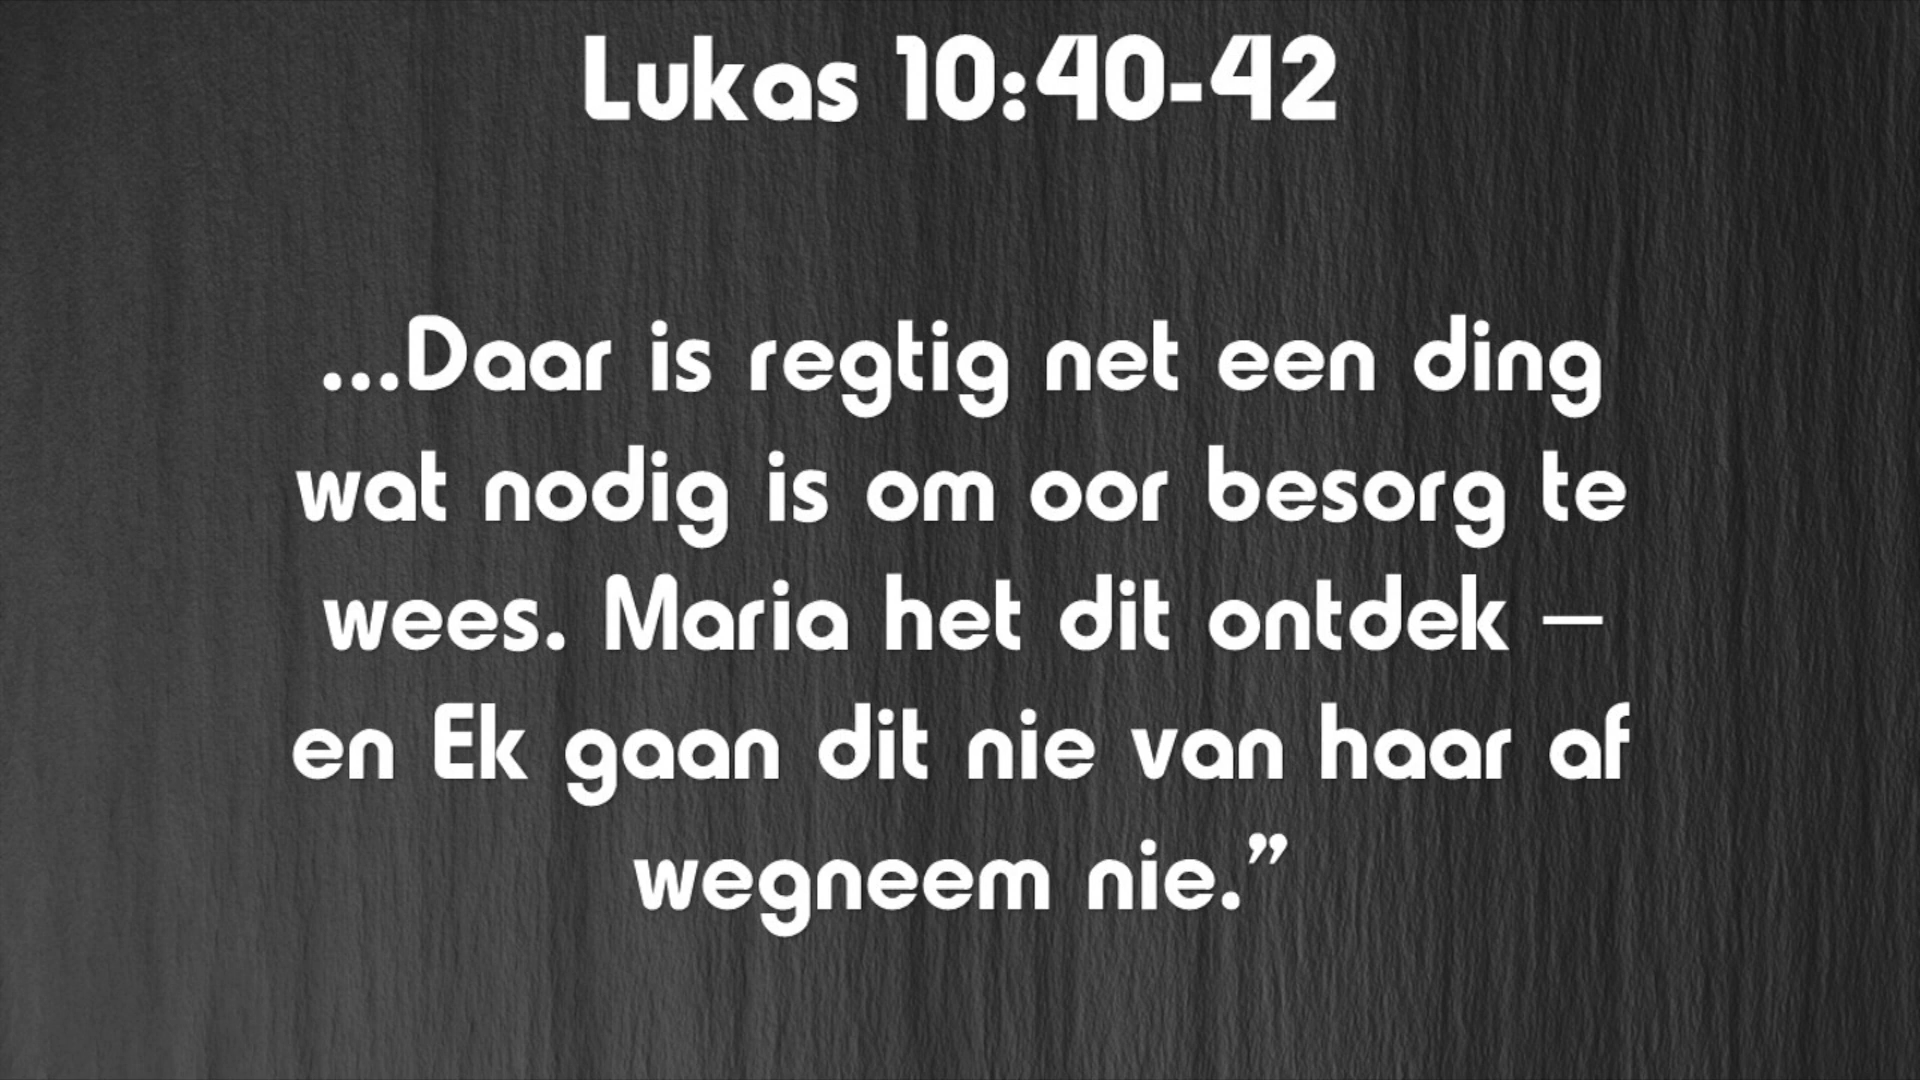 Lukas 10:40-42
...Daar is regtig net een ding
wat nodig is om oor besorg te
wees. Maria het dit ontdek –
en Ek gaan dit nie van haar af
wegneem nie.”